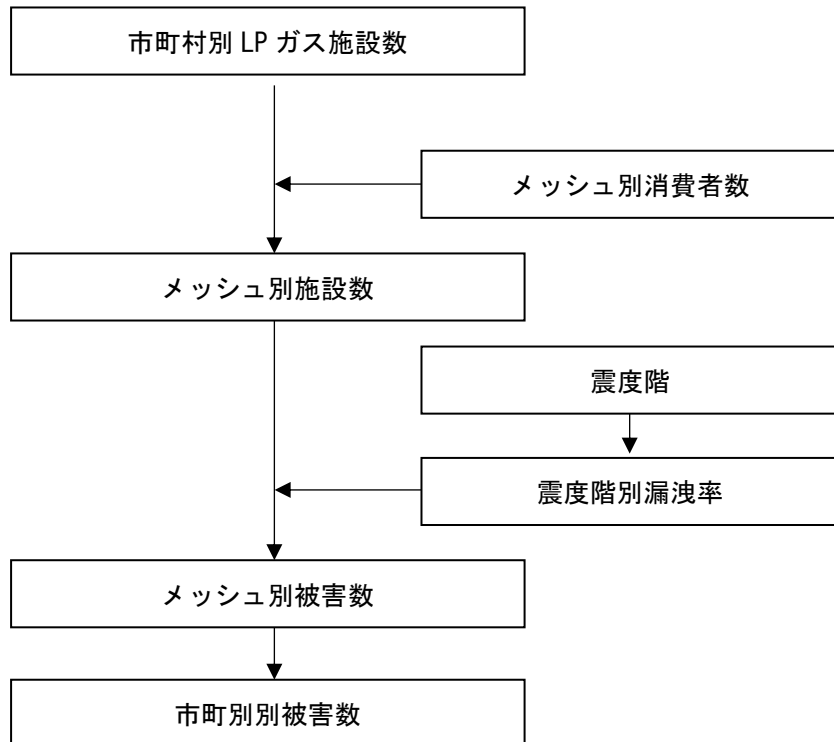 市町村別 LP ガス施設数
メッシュ別消費者数
メッシュ別施設数
震度階
震度階別漏洩率
メッシュ別被害数
市町別別被害数